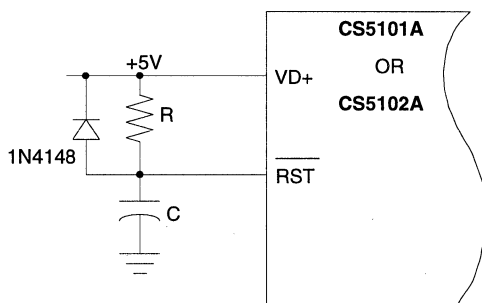 CS5101A
OR
CS5102A
+5V
VD+
R
1N4148
RST
C